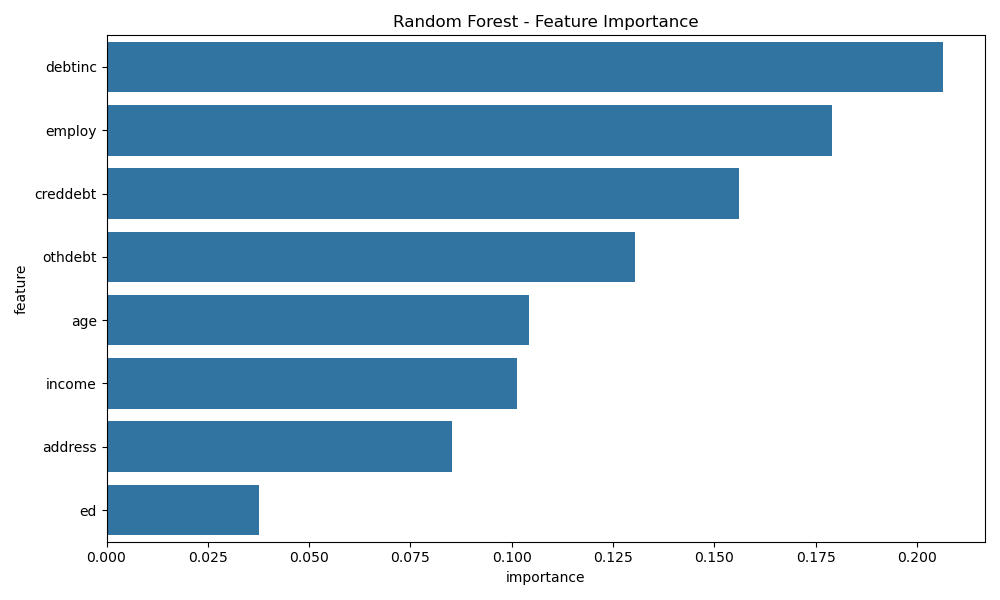 Random Forest - Feature Importance
debtinc
employ
creddebt
othdebt
age
income
address
ed
feature
0.000 0.025 0.050 0.075 0.100 0.125 0.150 0.175 0.200
importance